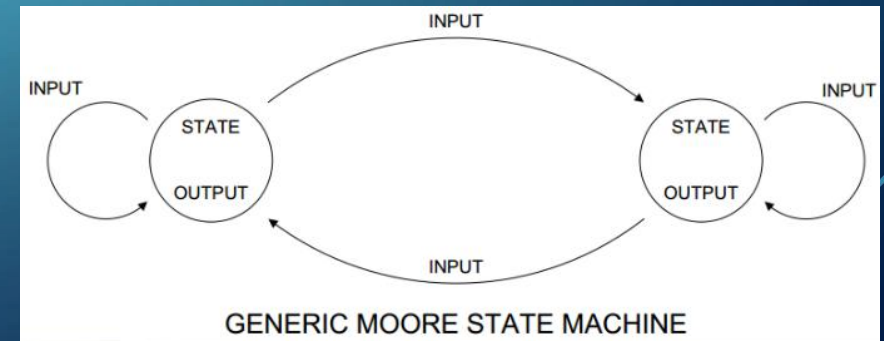 INPUT
INPUT
INPUT
STATE
STATE
OUTPUT
OUTPUT
INPUT
GENERIC MOORE STATE MACHINE